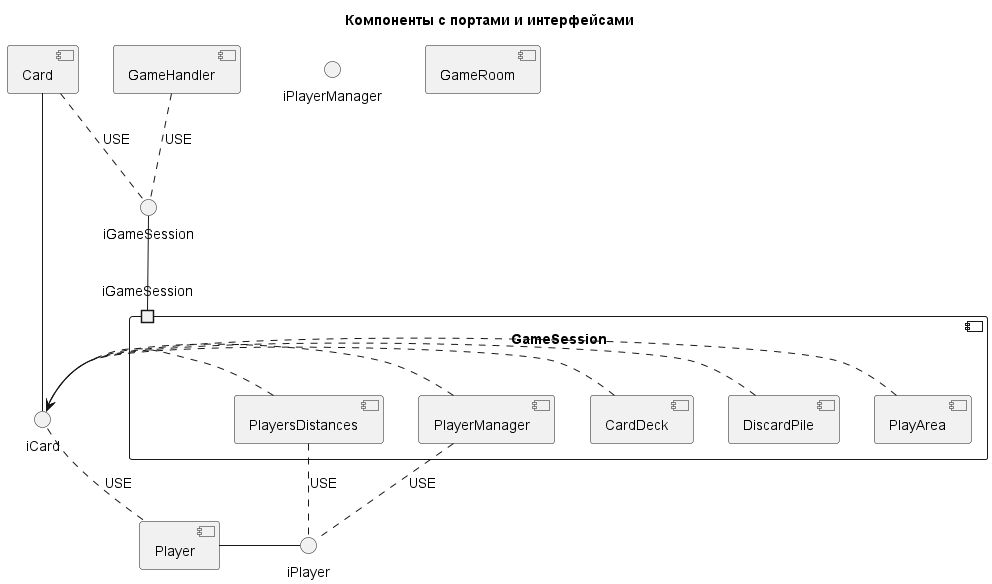 Компоненты с портами и интерфейсами
Card
GameHandler
iPlayerManager
GameRoom
USE
USE
iGameSession
iGameSession
GameSession
PlayersDistances
PlayerManager
CardDeck
DiscardPile
PlayArea
iCard
USE
USE
USE
Player
iPlayer